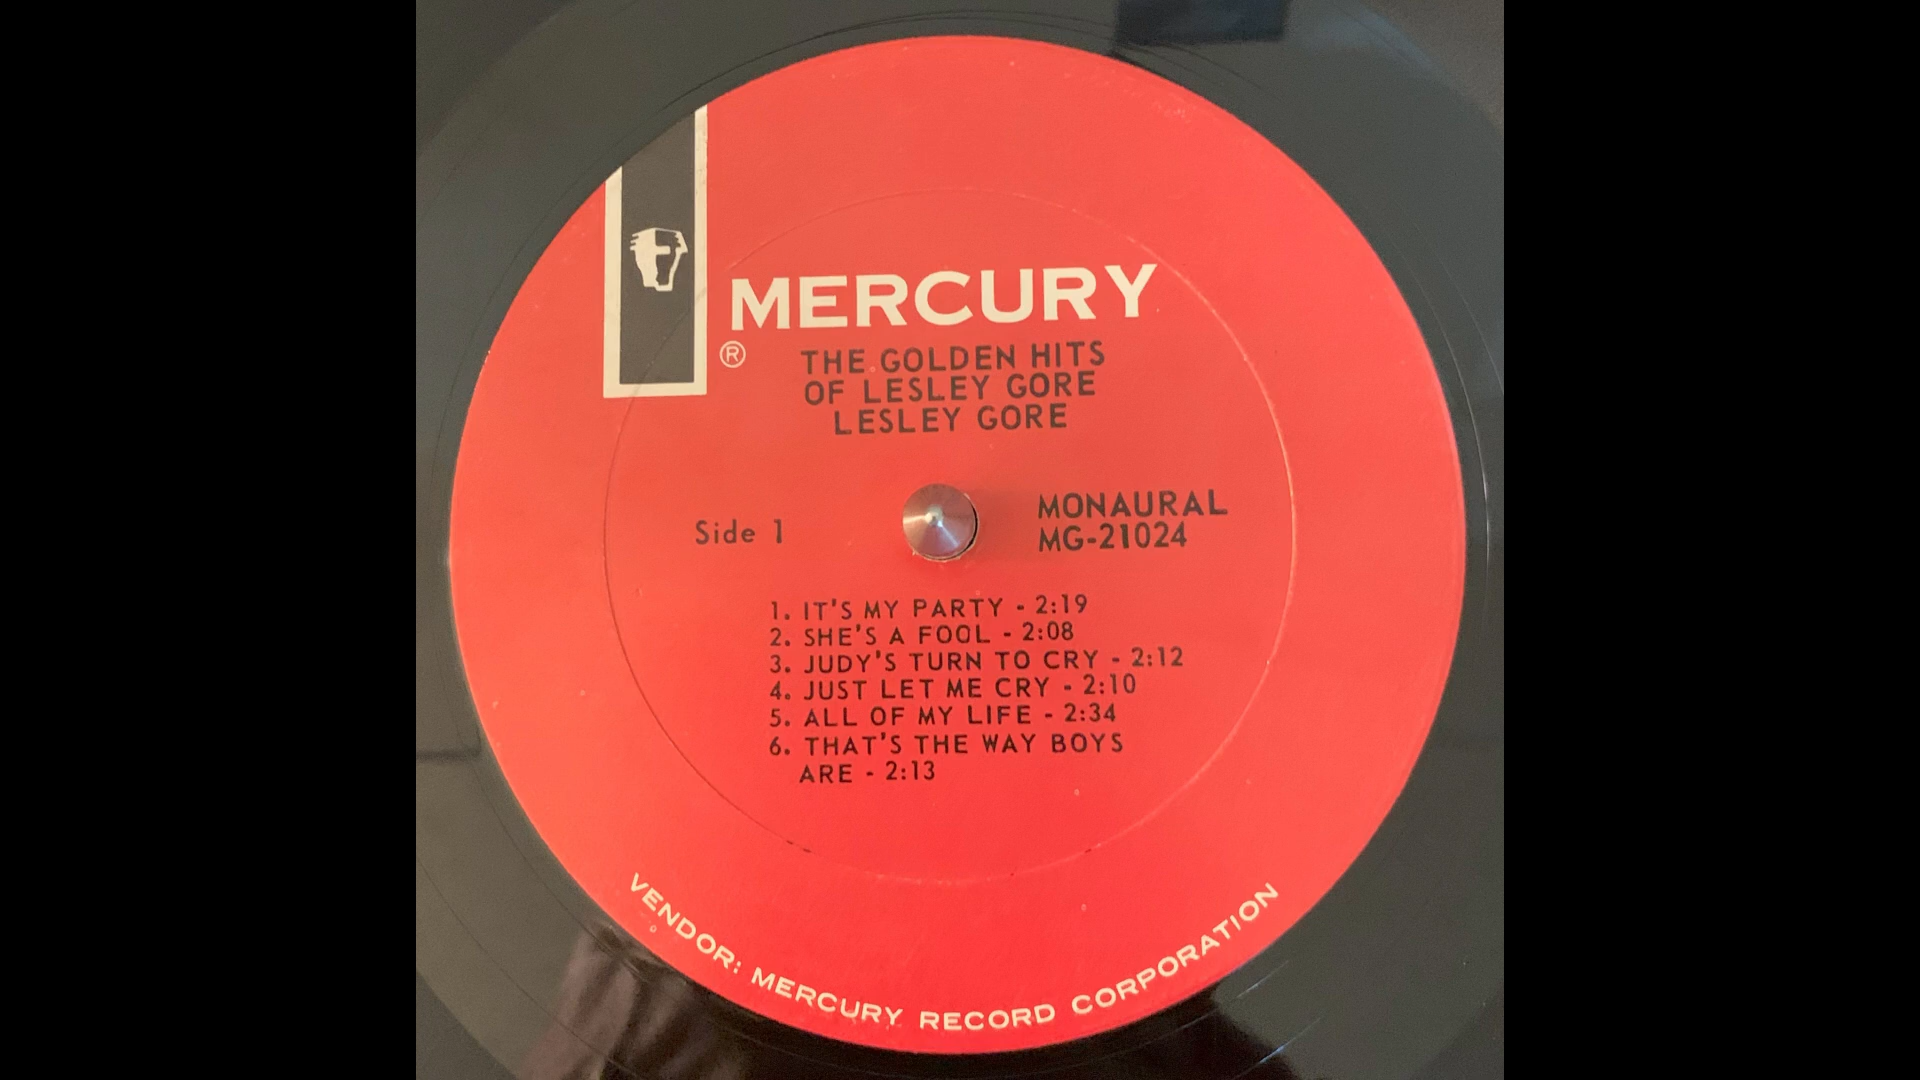 MERCURY
®
THE GOLDEN HITS
OF LESLEY GORE
LESLEY GORE
Side 1
MONAURAL
MG-21024
1. IT'S MY PARTY - 2:19
2. SHE'S A FOOL - 2:08
3. JUDY'S TURN TO CRY - 2:12
4. JUST LET ME CRY - 2:10
5. ALL OF MY LIFE - 2:34
6. THAT'S THE WAY BOYS
ARE - 2:13
VENDOR: MERCURY RECORD CORPORATION